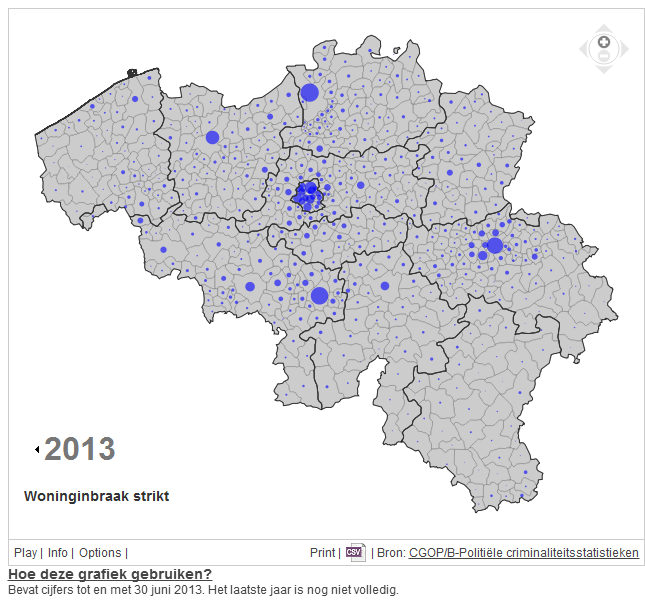 2013
Woninginbraak strikt
Play | Info | Options |
Print | CSV | Bron: CGOP/B-Politiële criminaliteitsstatistieken
Hoe deze grafiek gebruiken?
Bevat cijfers tot en met 30 juni 2013. Het laatste jaar is nog niet volledig.